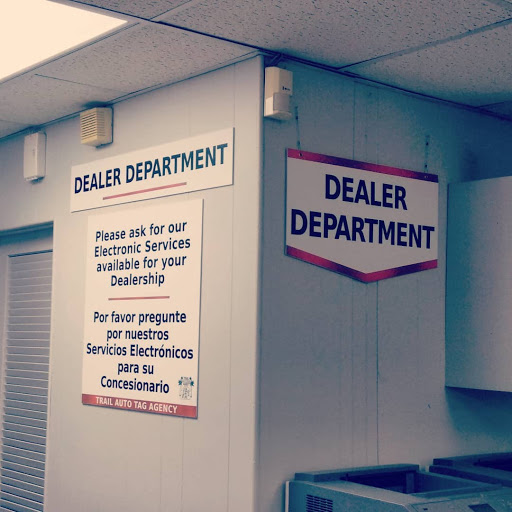 DEALER DEPARTMENT
Please ask for our
Electronic Services
available for your
Dealership
Por favor pregunte
por nuestros
Servicios Electrónicos
para su
Concesionario
TRAIL AUTO TAG AGENCY
DEALER
DEPARTMENT